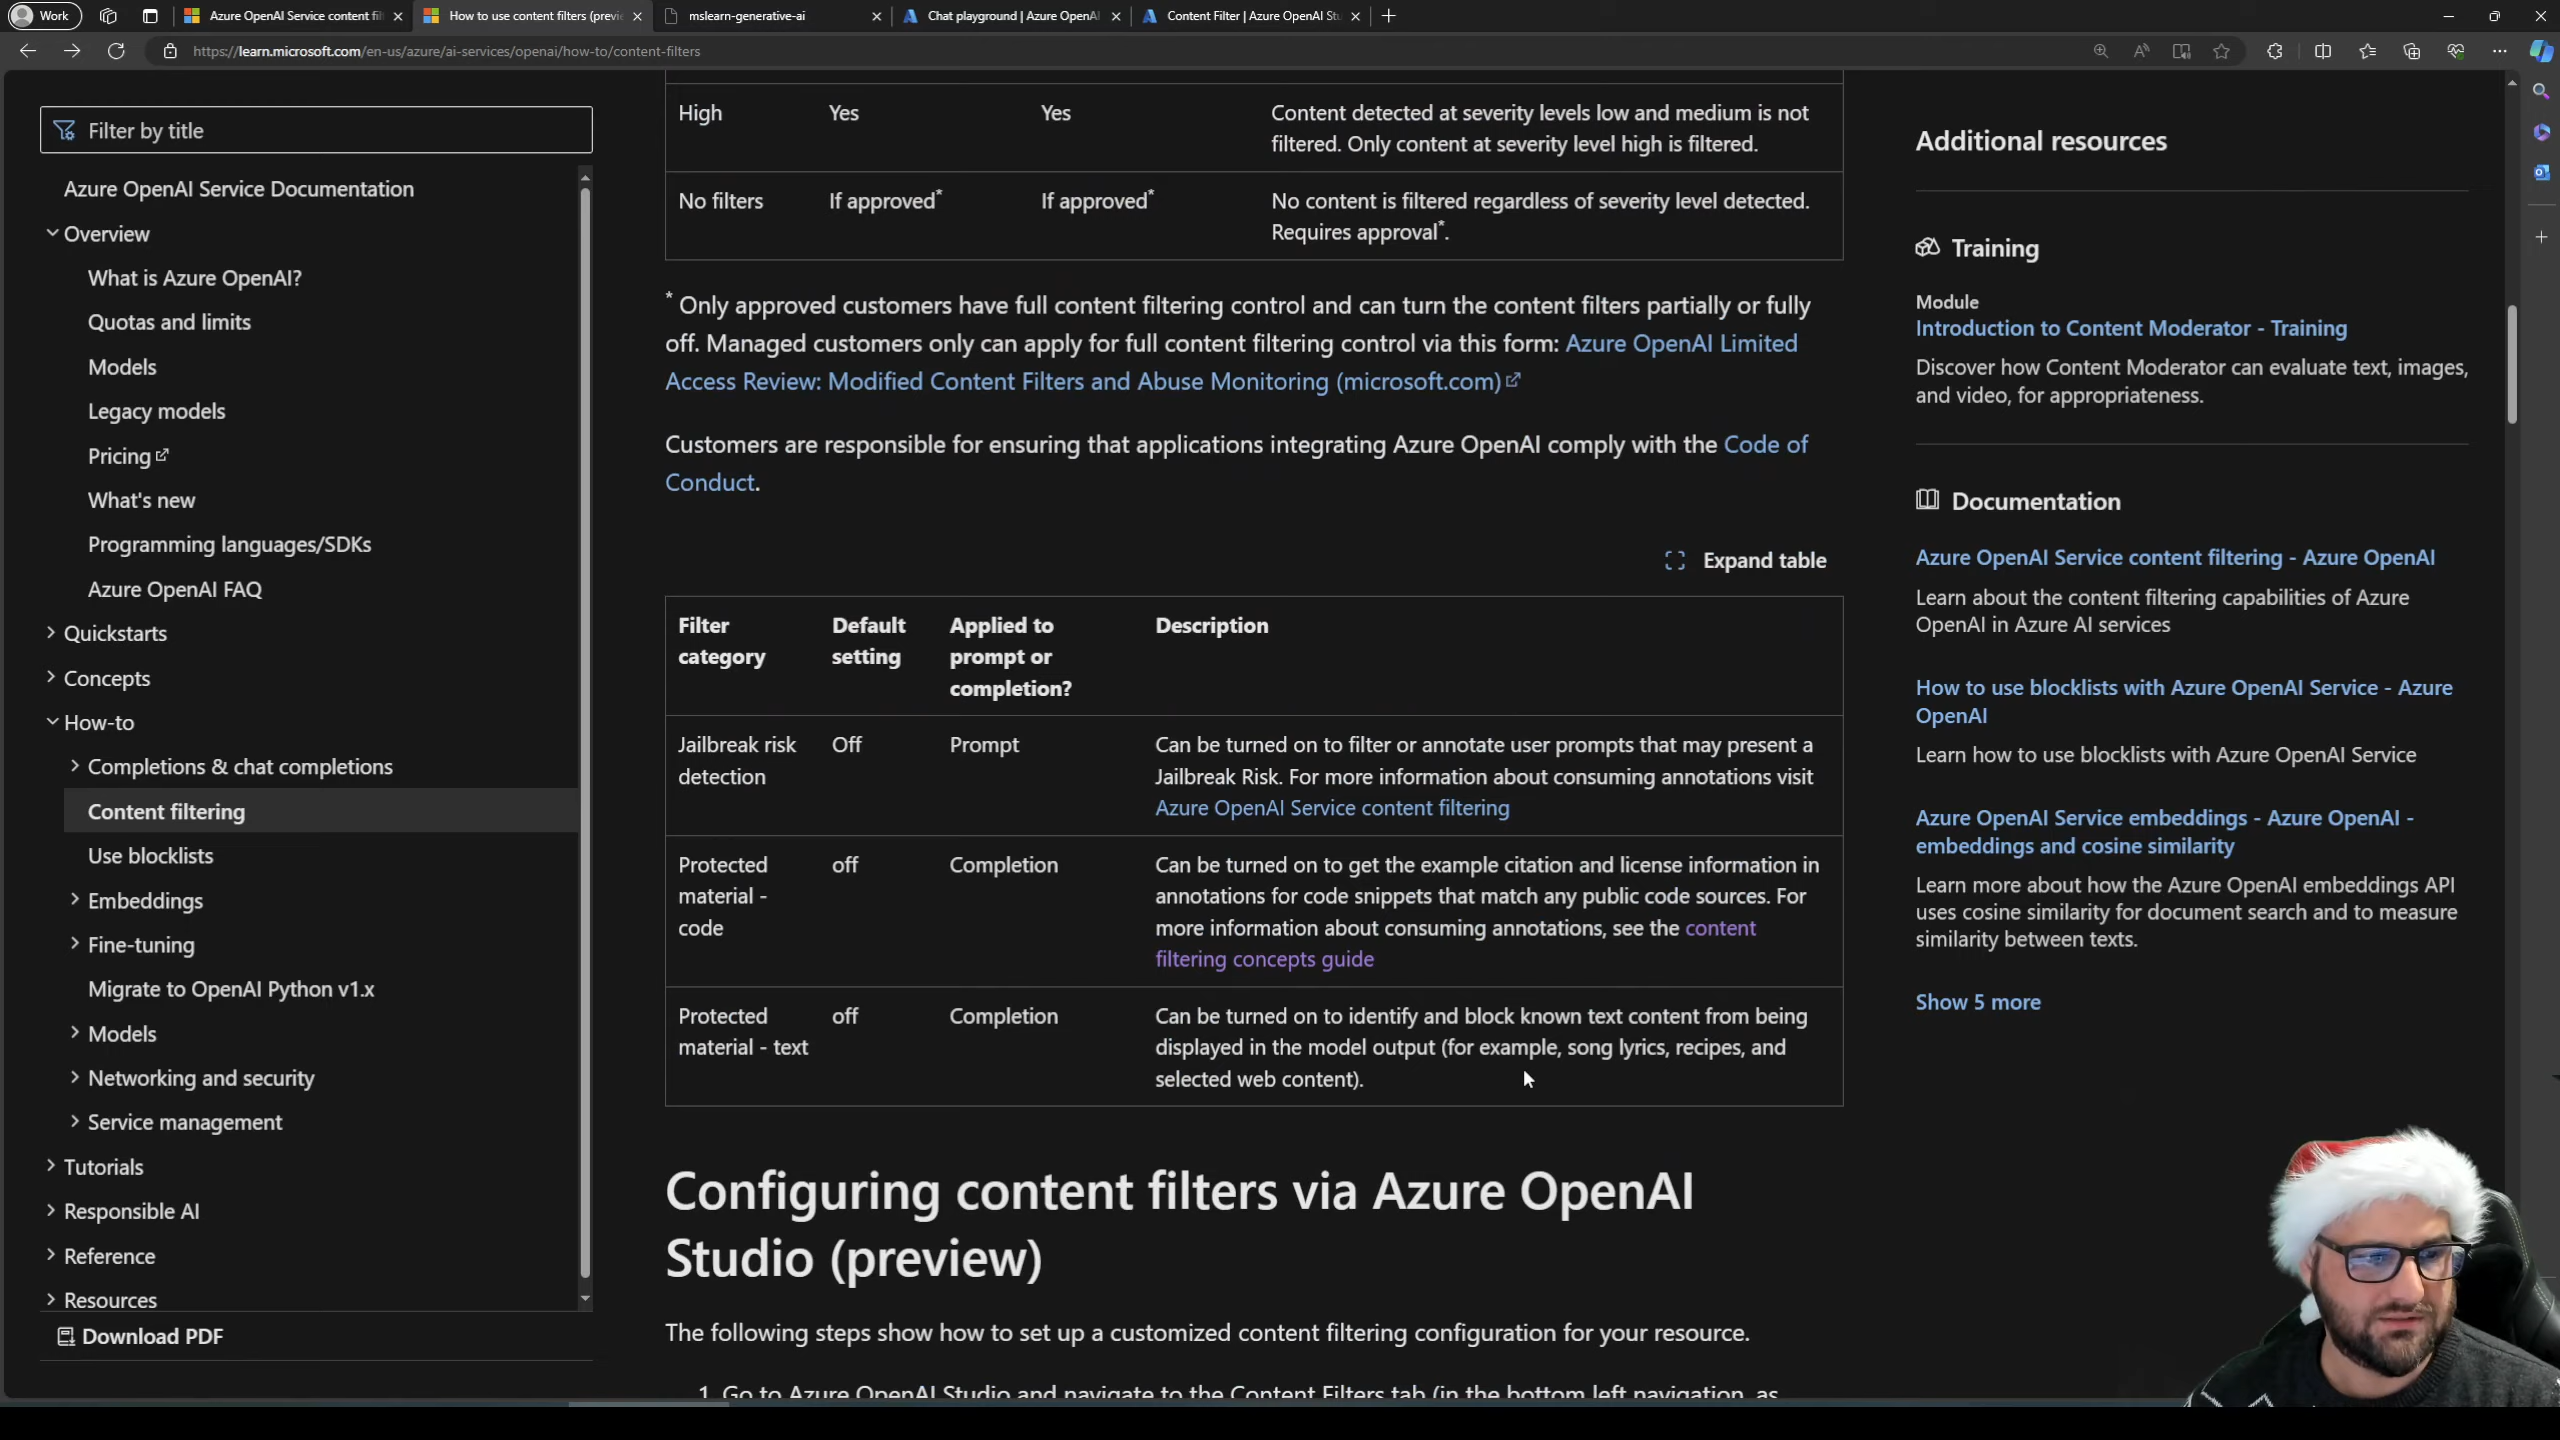 Work
Azure OpenAI Service content fil
How to use content filters (previe
mslearn-generative-ai
Chat playground | Azure OpenAI
Content Filter | Azure OpenAI Stu
https://learn.microsoft.com/en-us/azure/ai-services/openai/how-to/content-filters
Filter by title
Azure OpenAI Service Documentation
Overview
What is Azure OpenAI?
Quotas and limits
Models
Legacy models
Pricing
What's new
Programming languages/SDKs
Azure OpenAI FAQ
Quickstarts
Concepts
How-to
Completions & chat completions
Content filtering
Use blocklists
Embeddings
Fine-tuning
Migrate to OpenAI Python v1.x
Models
Networking and security
Service management
Tutorials
Responsible AI
Reference
Resources
Download PDF
High Yes Yes Content detected at severity levels low and medium is not
filtered. Only content at severity level high is filtered.
No filters If approved* If approved* No content is filtered regardless of severity level detected.
Requires approval*.
* Only approved customers have full content filtering control and can turn the content filters partially or fully
off. Managed customers only can apply for full content filtering control via this form: Azure OpenAI Limited
Access Review: Modified Content Filters and Abuse Monitoring (microsoft.com)
Customers are responsible for ensuring that applications integrating Azure OpenAI comply with the Code of
Conduct.
Expand table
Filter Default Applied to Description
category setting prompt or
completion?
Jailbreak risk Off Prompt Can be turned on to filter or annotate user prompts that may present a
detection Jailbreak Risk. For more information about consuming annotations visit
Azure OpenAI Service content filtering
Protected off Completion Can be turned on to get the example citation and license information in
material - annotations for code snippets that match any public code sources. For
code more information about consuming annotations, see the content
filtering concepts guide
Protected off Completion Can be turned on to identify and block known text content from being
material - text displayed in the model output (for example, song lyrics, recipes, and
selected web content).
Configuring content filters via Azure OpenAI
Studio (preview)
The following steps show how to set up a customized content filtering configuration for your resource.
1. Go to Azure OpenAI Studio and navigate to the Content Filters tab (in the bottom left navigation, as
Additional resources
Training
Module
Introduction to Content Moderator - Training
Discover how Content Moderator can evaluate text, images,
and video, for appropriateness.
Documentation
Azure OpenAI Service content filtering - Azure OpenAI
Learn about the content filtering capabilities of Azure
OpenAI in Azure AI services
How to use blocklists with Azure OpenAI Service - Azure
OpenAI
Learn how to use blocklists with Azure OpenAI Service
Azure OpenAI Service embeddings - Azure OpenAI -
embeddings and cosine similarity
Learn more about how the Azure OpenAI embeddings API
uses cosine similarity for document search and to measure
similarity between texts.
Show 5 more